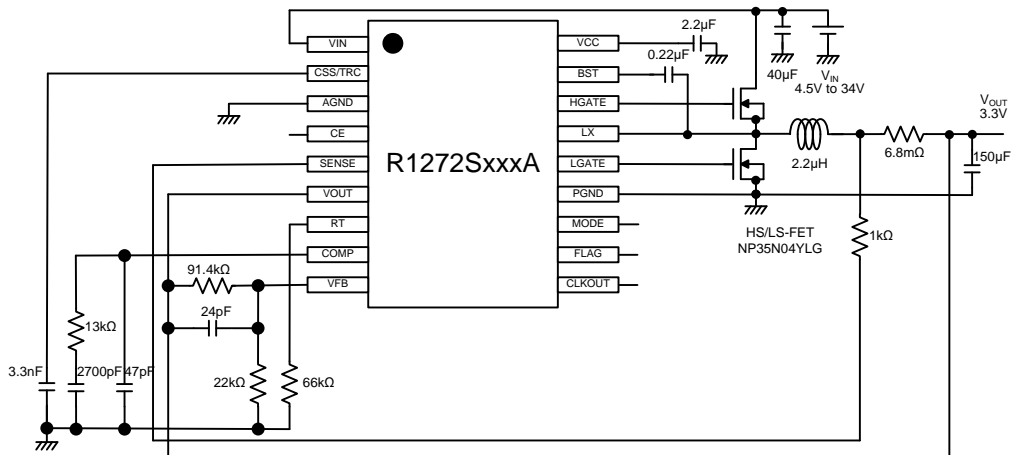 VIN
CSS/TRC
AGND
CE
SENSE
VOUT
RT
COMP
VFB
R1272SxxxA
VCC
BST
HGATE
LX
LGATE
PGND
MODE
FLAG
CLKOUT
2.2µF
0.22µF
40µF
VIN
4.5V to 34V
VOUT
3.3V
2.2µH
6.8mΩ
150µF
HS/LS-FET
NP35N04YLG
1kΩ
91.4kΩ
24pF
13kΩ
3.3nF
2700pF
47pF
22kΩ
66kΩ